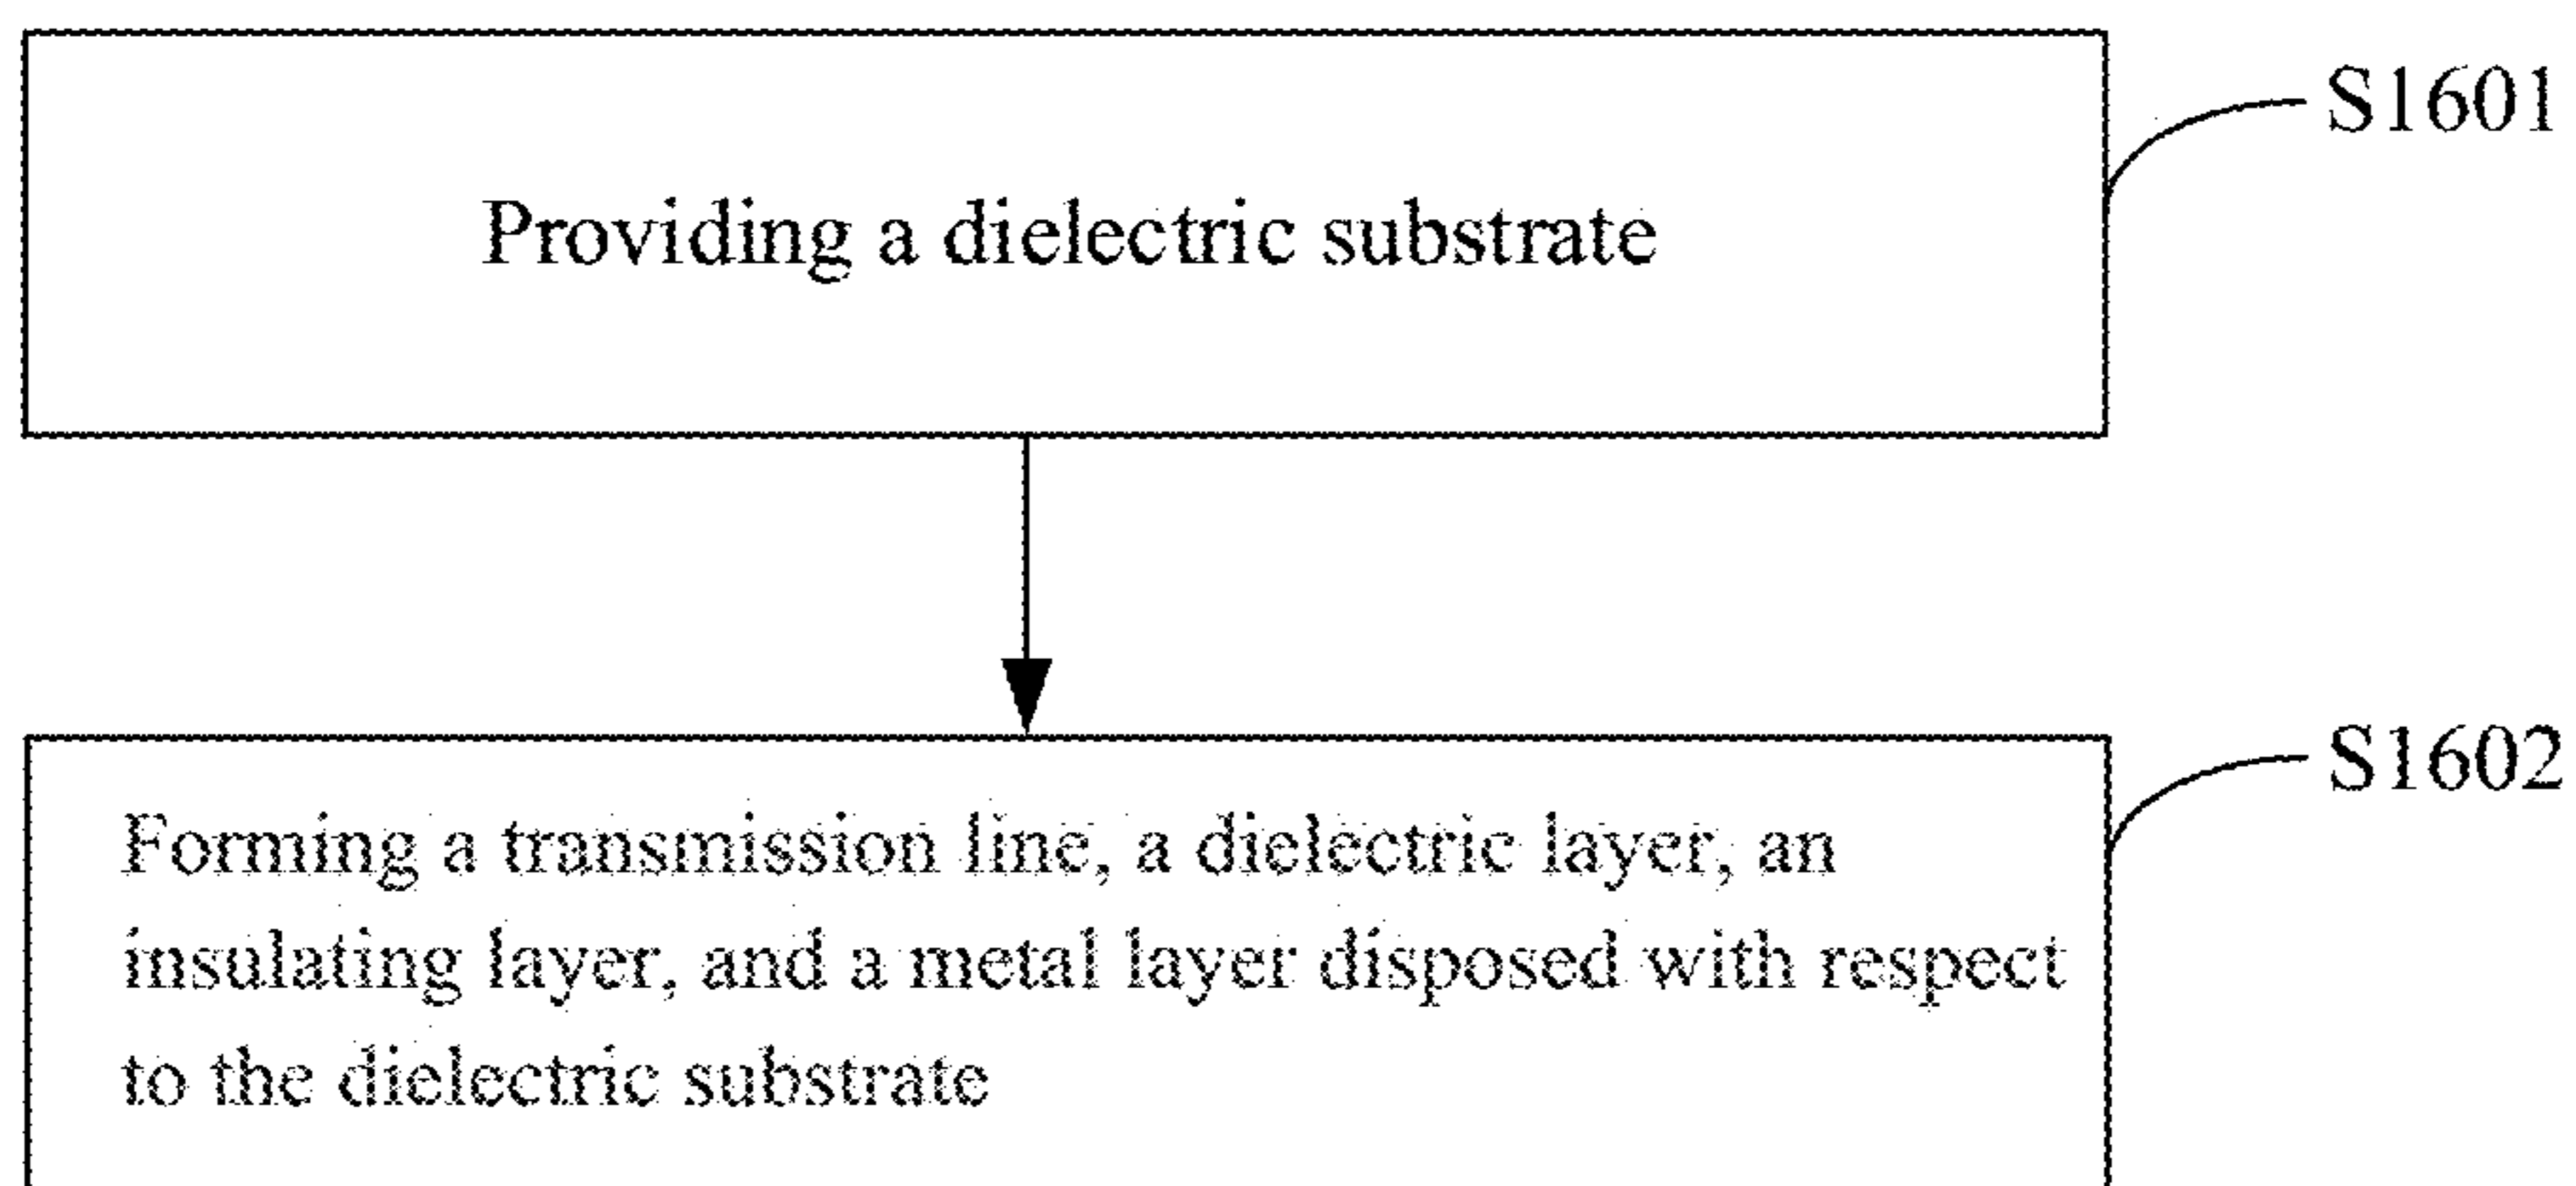 S1601
Providing a dielectric substrate
S1602
Forming a transmission line, a dielectric layer, an
insulating layer, and a metal layer disposed with respect
to the dielectric substrate